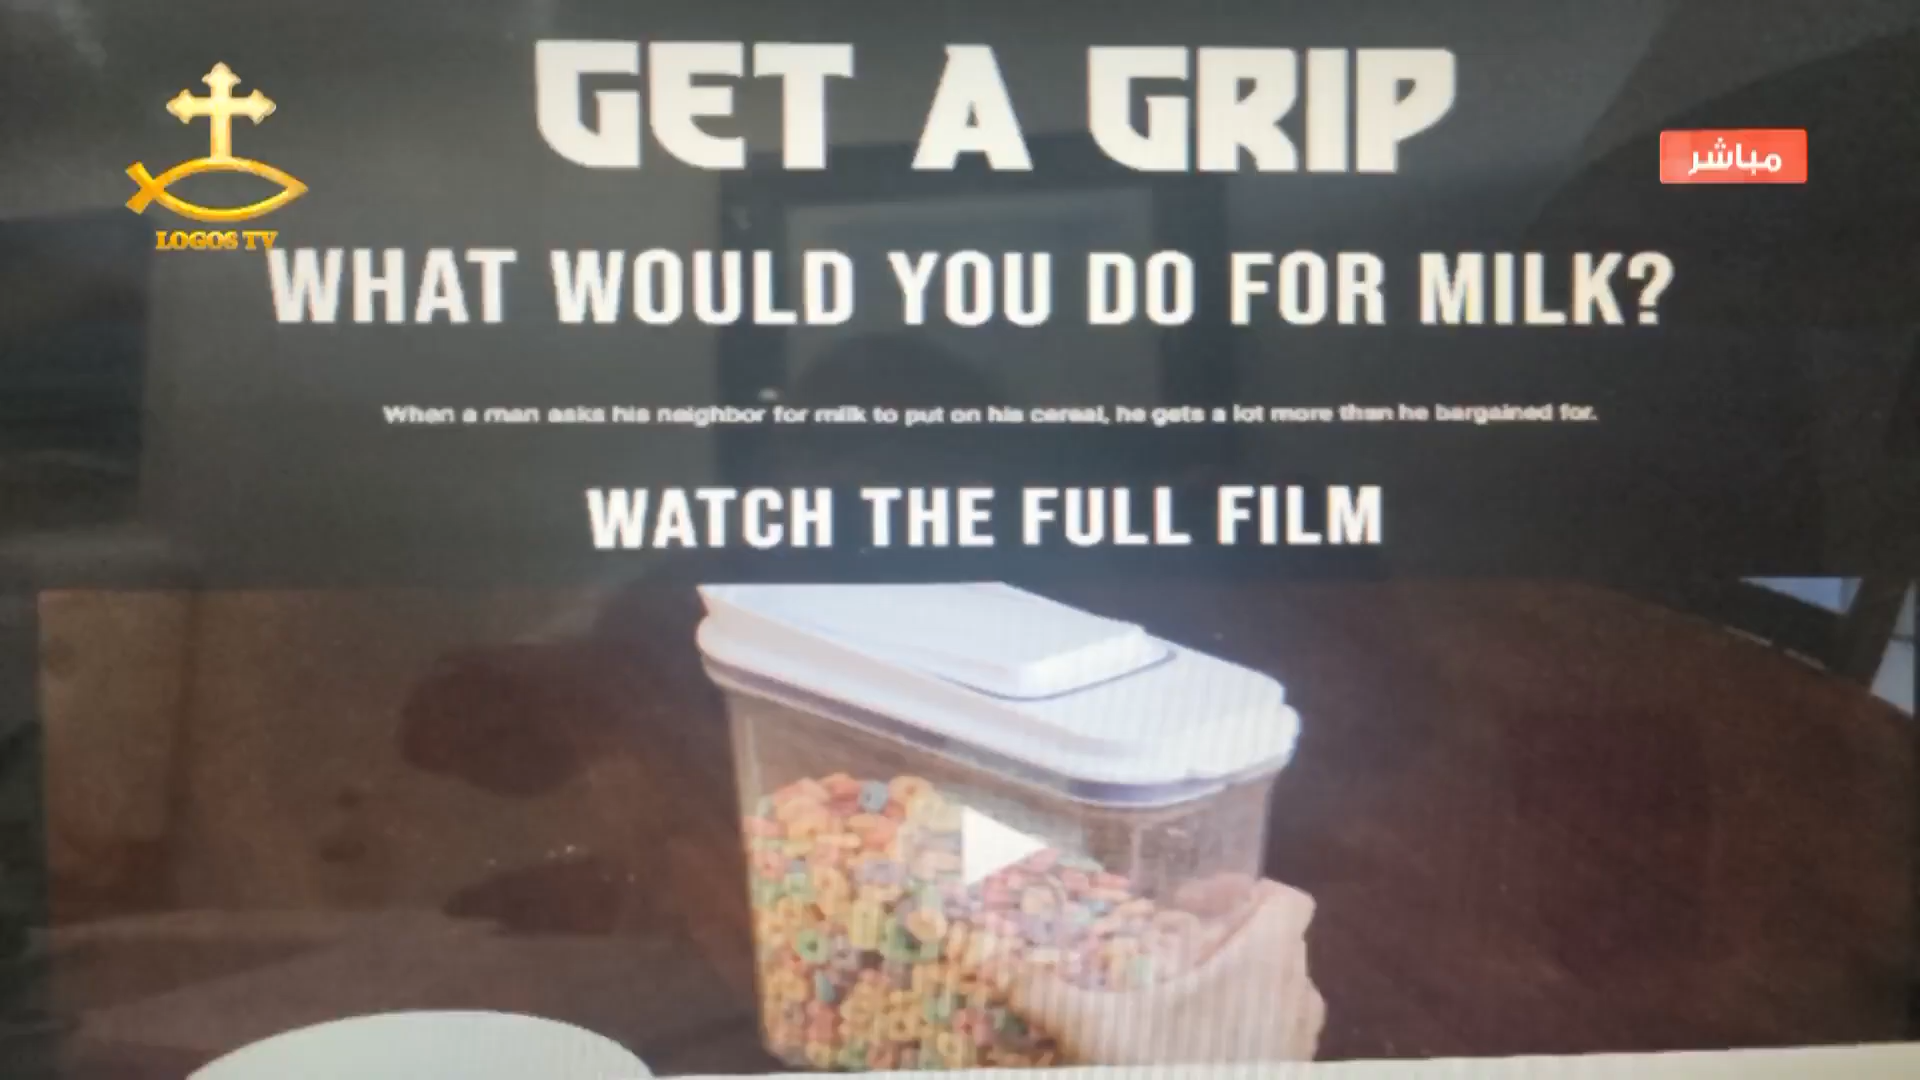 GET A GRIP
LOGOS TV
مباشر
WHAT WOULD YOU DO FOR MILK?
When a man asks his neighbor for milk to put on his cereal, he gets a lot more than he bargained for.
WATCH THE FULL FILM